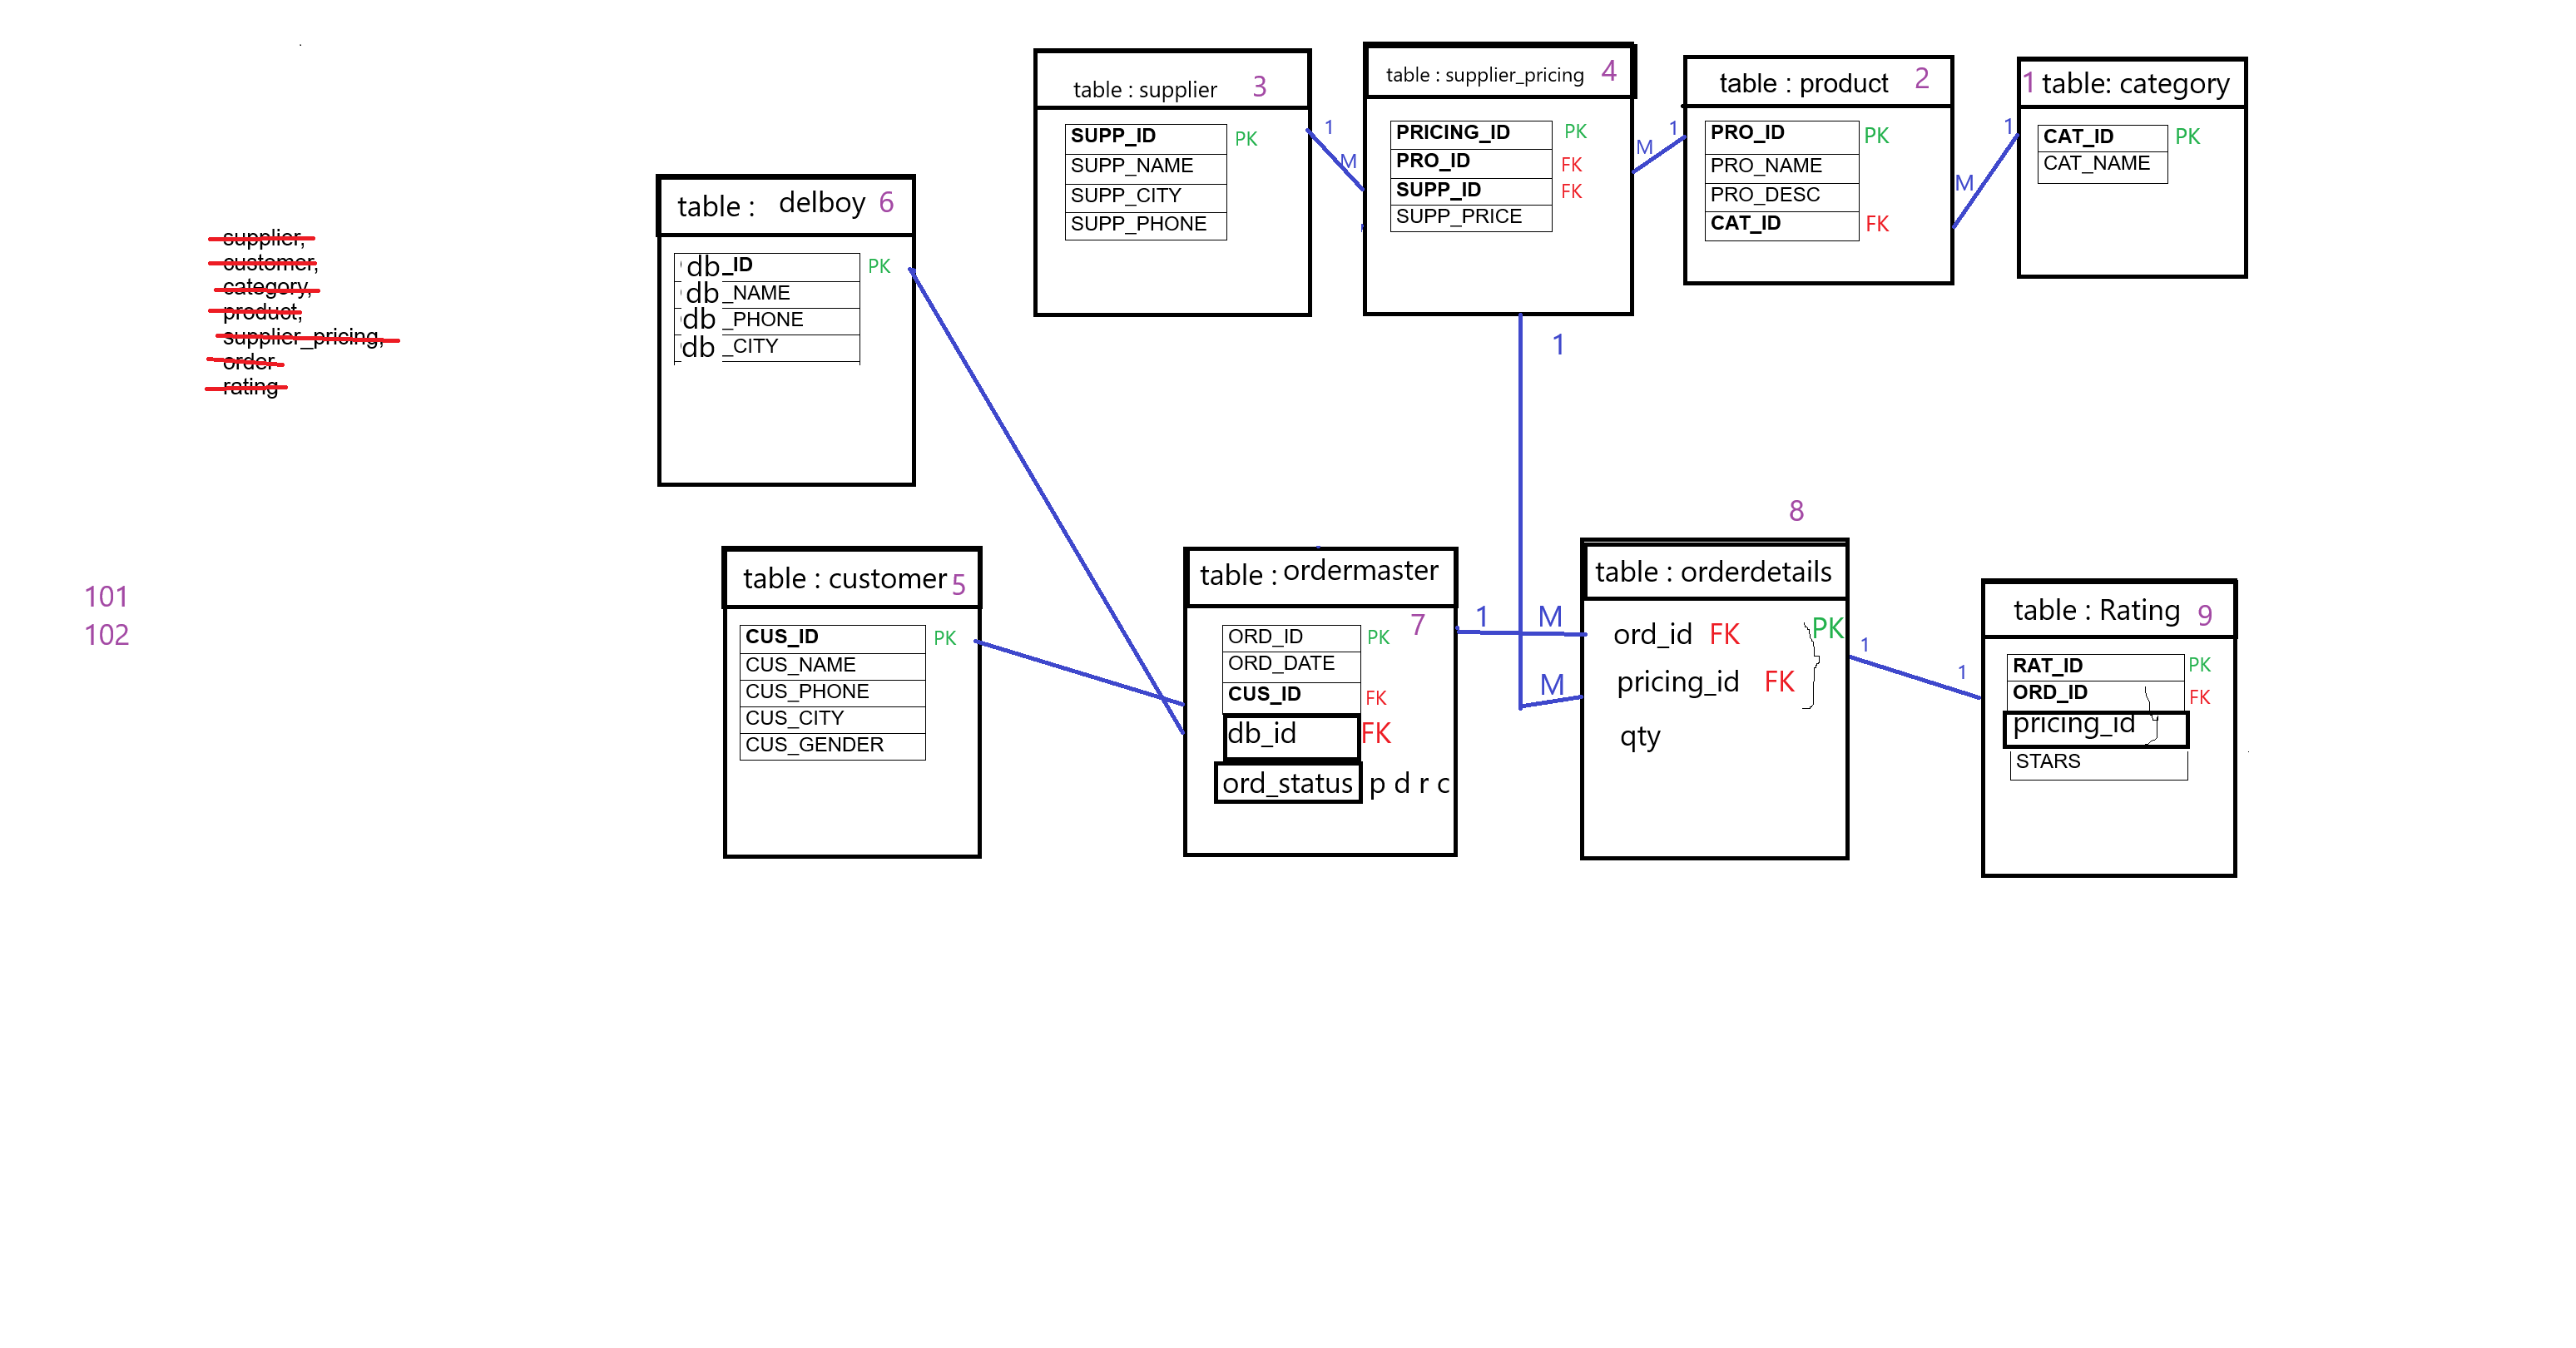 supplier,
customer,
category,
product,
supplier_pricing,
order
rating
101
102
table : delboy 6
db_ID PK
db_NAME
db_PHONE
db_CITY
table : supplier 3
SUPP_ID PK
SUPP_NAME
SUPP_CITY
SUPP_PHONE
1
M
table : supplier_pricing 4
PRICING_ID PK
PRO_ID FK
SUPP_ID FK
SUPP_PRICE
M
1
table : product 2
PRO_ID PK
PRO_NAME
PRO_DESC
CAT_ID FK
M
1
1 table: category
CAT_ID PK
CAT_NAME
1
table : customer 5
CUS_ID PK
CUS_NAME
CUS_PHONE
CUS_CITY
CUS_GENDER
table : ordermaster
7
ORD_ID PK
ORD_DATE
CUS_ID FK
db_id FK
ord_status p d r c
1 M
M
8
table : orderdetails
ord_id FK PK
pricing_id FK
qty
1
1
table : Rating 9
RAT_ID PK
ORD_ID FK
pricing_id
STARS